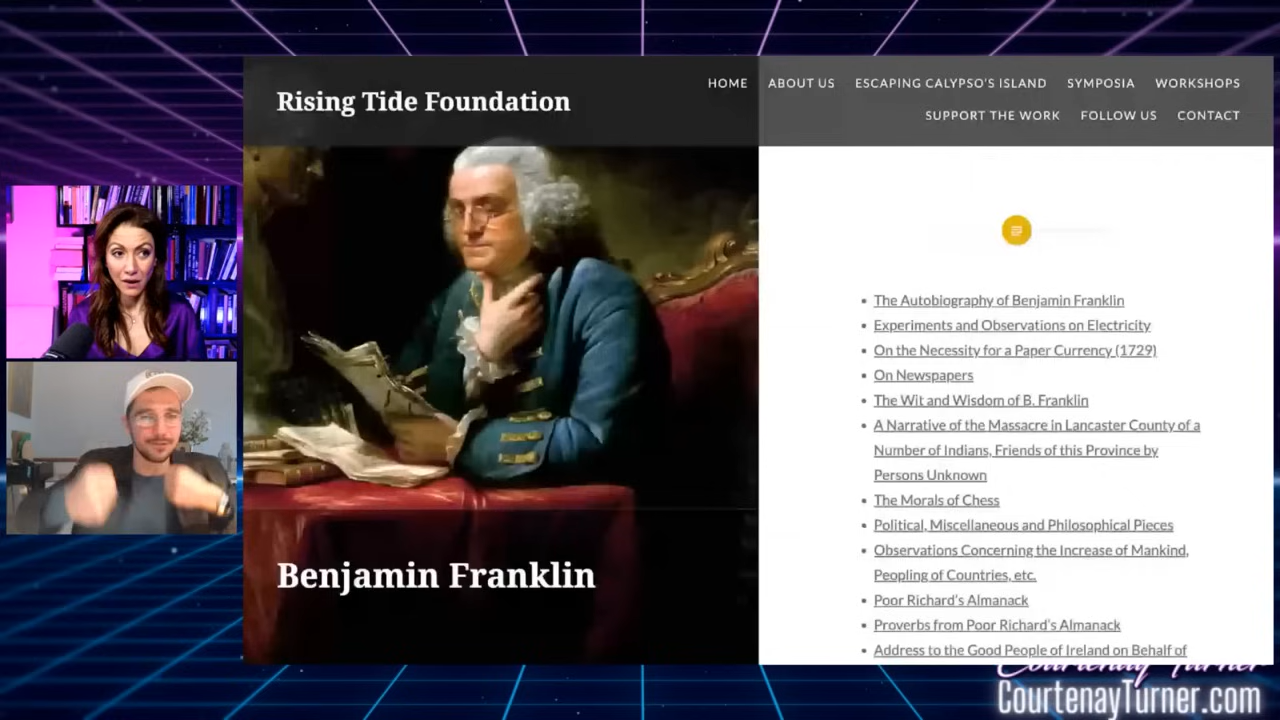 Rising Tide Foundation
HOME ABOUT US ESCAPING CALYPSO'S ISLAND SYMPOSIA WORKSHOPS
SUPPORT THE WORK FOLLOW US CONTACT
The Autobiography of Benjamin Franklin
Experiments and Observations on Electricity
On the Necessity for a Paper Currency (1729)
On Newspapers
The Wit and Wisdom of B. Franklin
A Narrative of the Massacre in Lancaster County of a
Number of Indians, Friends of this Province by
Persons Unknown
The Morals of Chess
Political, Miscellaneous and Philosophical Pieces
Observations Concerning the Increase of Mankind,
Peopling of Countries, etc.
Poor Richard's Almanack
Proverbs from Poor Richard's Almanack
Address to the Good People of Ireland on Behalf of
Benjamin Franklin
Courtenay Turner
CourtenayTurner.com